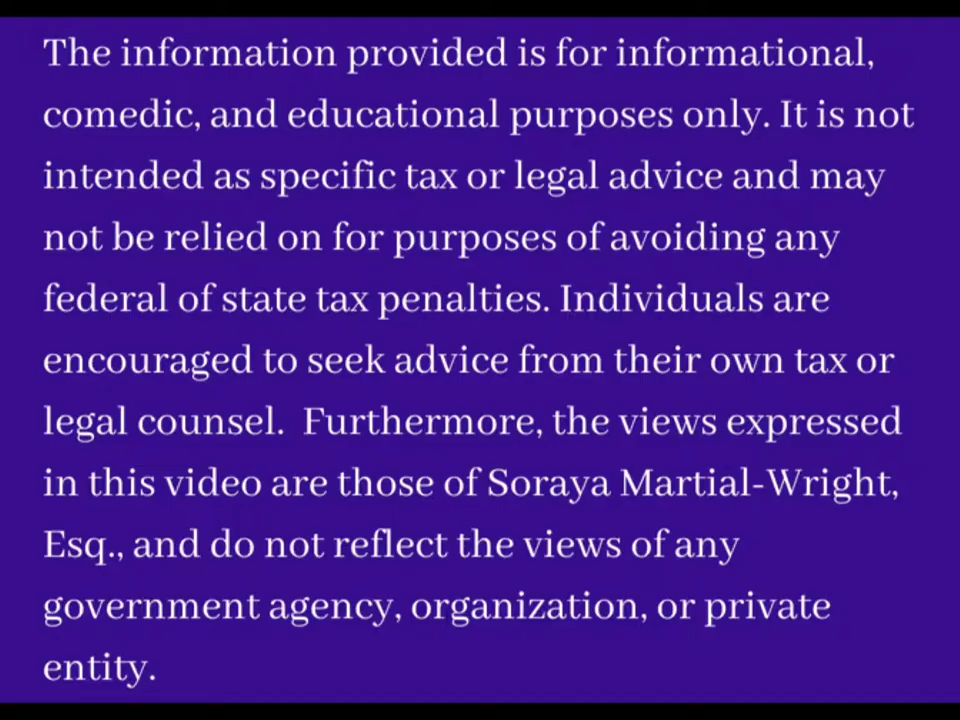 The information provided is for informational,
comedic, and educational purposes only. It is not
intended as specific tax or legal advice and may
not be relied on for purposes of avoiding any
federal of state tax penalties. Individuals are
encouraged to seek advice from their own tax or
legal counsel.  Furthermore, the views expressed
in this video are those of Soraya Martial-Wright,
Esq., and do not reflect the views of any
government agency, organization, or private
entity.